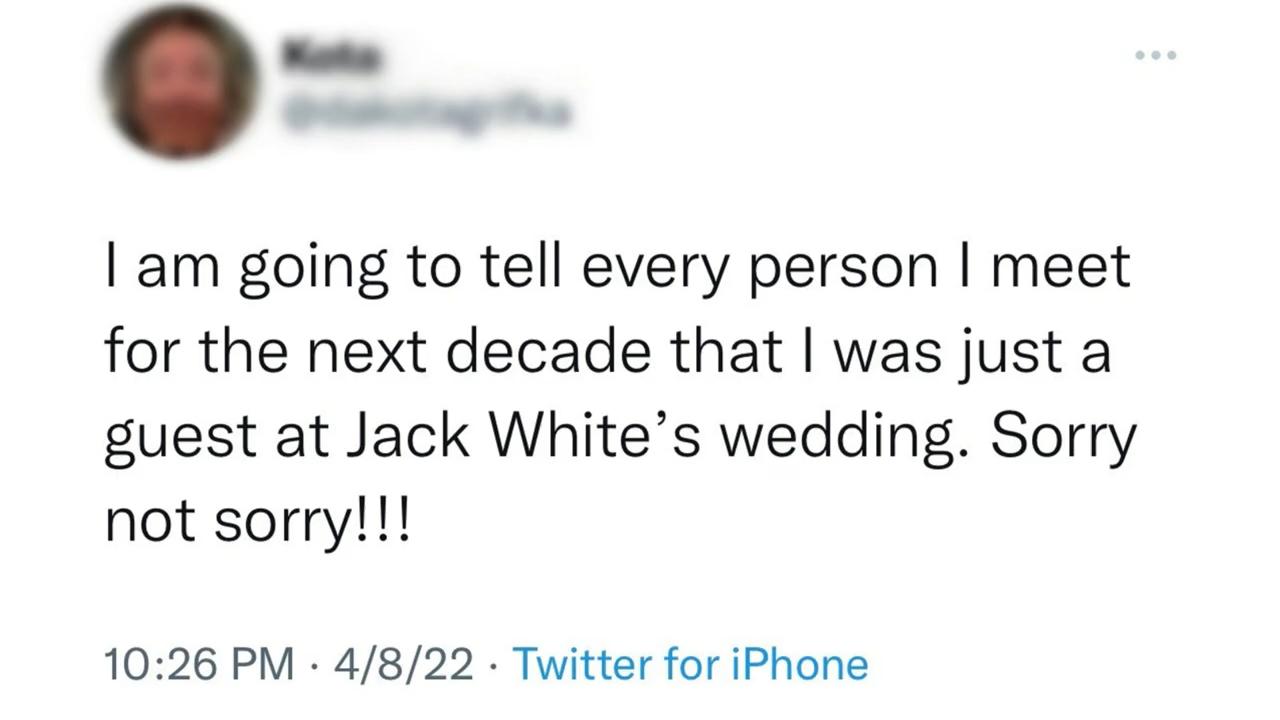 I am going to tell every person I meet
for the next decade that I was just a
guest at Jack White’s wedding. Sorry
not sorry!!!
10:26 PM · 4/8/22 · Twitter for iPhone